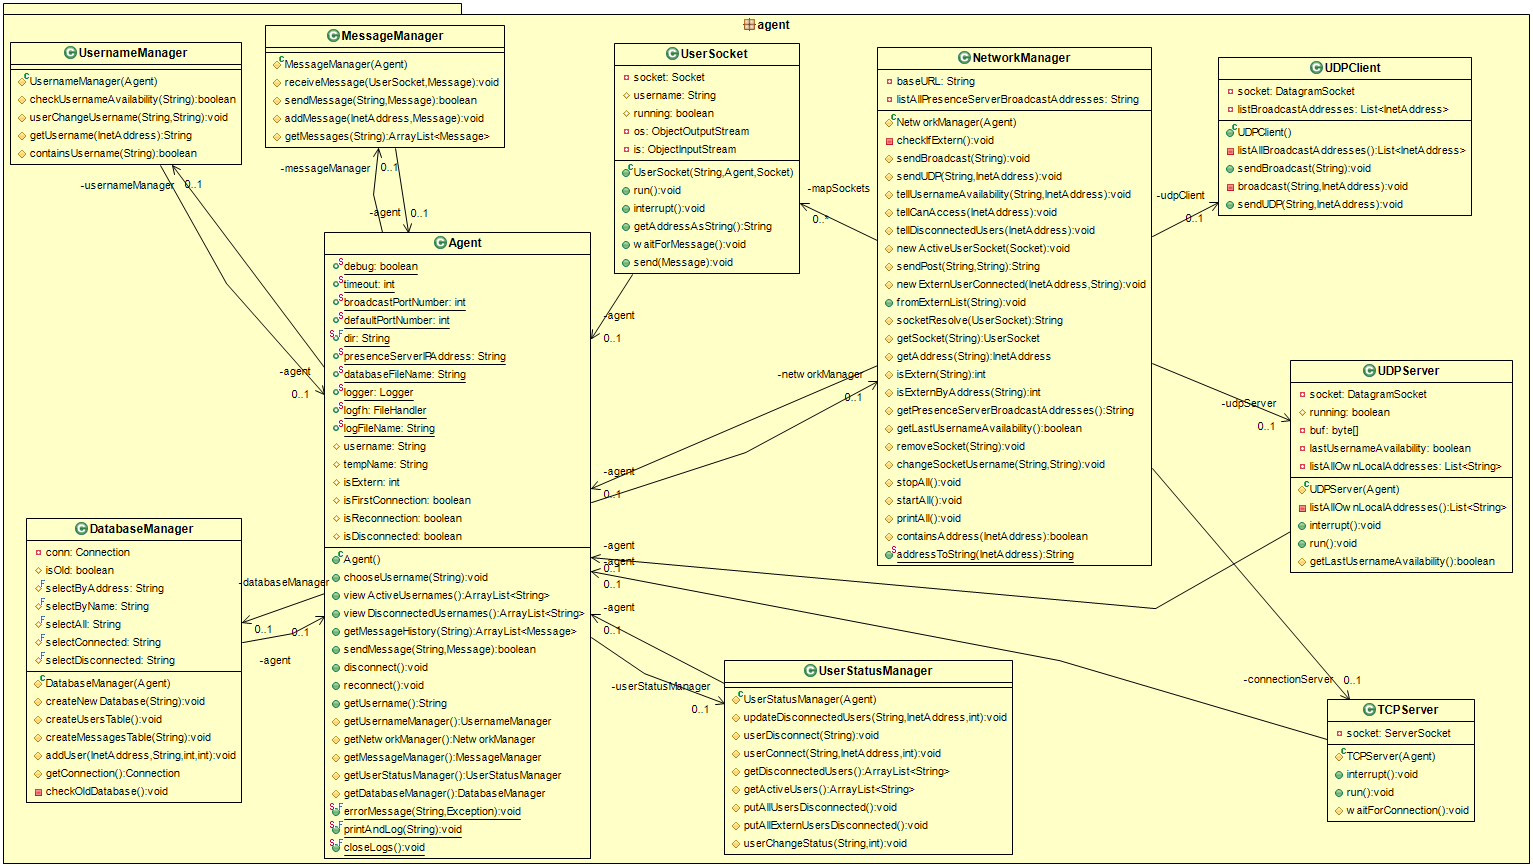 agent
UsernameManager
UsernameManager(Agent)
checkUsernameAvailability(String):boolean
userChangeUsername(String,String):void
getUsername(InetAddress):String
containsUsername(String):boolean
MessageManager
MessageManager(Agent)
receiveMessage(UserSocket,Message):void
sendMessage(String,Message):boolean
addMessage(InetAddress,Message):void
getMessages(String):ArrayList<Message>
UserSocket
socket: Socket
username: String
running: boolean
os: ObjectOutputStream
is: ObjectInputStream
UserSocket(String,Agent,Socket)
run():void
interrupt():void
getAddressAsString():String
waitForMessage():void
send(Message):void
NetworkManager
baseURL: String
listAllPresenceServerBroadcastAddresses: String
NetworkManager(Agent)
checkIfExtern():void
sendBroadcast(String):void
sendUDP(String,InetAddress):void
tellUsernameAvailability(String,InetAddress):void
tellCanAccess(InetAddress):void
tellDisconnectedUsers(InetAddress):void
newActiveUserSocket(Socket):void
sendPost(String,String):String
newExternUserConnected(InetAddress,String):void
fromExternList(String):void
socketResolve(UserSocket):String
getSocket(String):UserSocket
getAddress(String):InetAddress
isExtern(String):int
isExternByAddress(String):int
getPresenceServerBroadcastAddresses():String
getLastUsernameAvailability():boolean
removeSocket(String):void
changeSocketUsername(String,String):void
stopAll():void
startAll():void
printAll():void
containsAddress(InetAddress):boolean
addressToString(InetAddress):String
UDPClient
socket: DatagramSocket
listBroadcastAddresses: List<InetAddress>
UDPClient()
listAllBroadcastAddresses():List<InetAddress>
sendBroadcast(String):void
broadcast(String,InetAddress):void
sendUDP(String,InetAddress):void
-usernameManager
0..1
-messageManager
0..1
-agent
0..1
-mapSockets
0..*
-udpClient
0..1
Agent
debug: boolean
timeout: int
broadcastPortNumber: int
defaultPortNumber: int
dir: String
presenceServerIPAddress: String
databaseFileName: String
logger: Logger
logfh: FileHandler
logFileName: String
username: String
tempName: String
isExtern: int
isFirstConnection: boolean
isReconnection: boolean
isDisconnected: boolean
Agent()
chooseUsername(String):void
viewActiveUsernames():ArrayList<String>
viewDisconnectedUsernames():ArrayList<String>
getMessageHistory(String):ArrayList<Message>
sendMessage(String,Message):boolean
disconnect():void
reconnect():void
getUsername():String
getUsernameManager():UsernameManager
getNetworkManager():NetworkManager
getMessageManager():MessageManager
getUserStatusManager():UserStatusManager
getDatabaseManager():DatabaseManager
errorMessage(String,Exception):void
printAndLog(String):void
closeLogs():void
-agent
0..1
-agent
0..1
-networkManager
0..1
-agent
0..1
-udpServer
0..1
UDPServer
socket: DatagramSocket
running: boolean
buf: byte[]
lastUsernameAvailability: boolean
listAllOwnLocalAddresses: List<String>
UDPServer(Agent)
listAllOwnLocalAddresses():List<String>
interrupt():void
run():void
getLastUsernameAvailability():boolean
DatabaseManager
conn: Connection
isOld: boolean
selectByAddress: String
selectByName: String
selectAll: String
selectConnected: String
selectDisconnected: String
DatabaseManager(Agent)
createNewDatabase(String):void
createUsersTable():void
createMessagesTable(String):void
addUser(InetAddress,String,int,int):void
getConnection():Connection
checkOldDatabase():void
-databaseManager
0..1
0..1
-agent
-agent
0..1
-agent
0..1
-agent
0..1
-userStatusManager
0..1
UserStatusManager
UserStatusManager(Agent)
updateDisconnectedUsers(String,InetAddress,int):void
userDisconnect(String):void
userConnect(String,InetAddress,int):void
getDisconnectedUsers():ArrayList<String>
getActiveUsers():ArrayList<String>
putAllUsersDisconnected():void
putAllExternUsersDisconnected():void
userChangeStatus(String,int):void
-connectionServer
0..1
TCPServer
socket: ServerSocket
TCPServer(Agent)
interrupt():void
run():void
waitForConnection():void